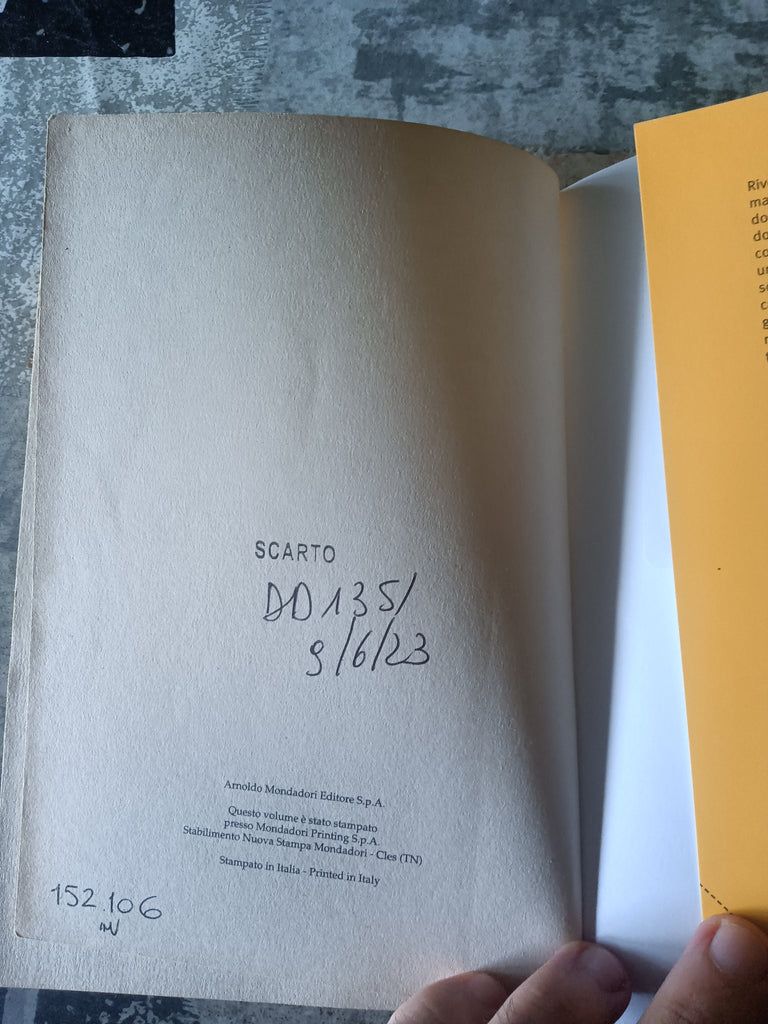 SCARTO
DD 135/
9/6/23
Arnoldo Mondadori Editore S.p.A.
Questo volume è stato stampato
presso Mondadori Printing S.p.A.
Stabilimento Nuova Stampa Mondadori - Cles (TN)
Stampato in Italia - Printed in Italy
152.106